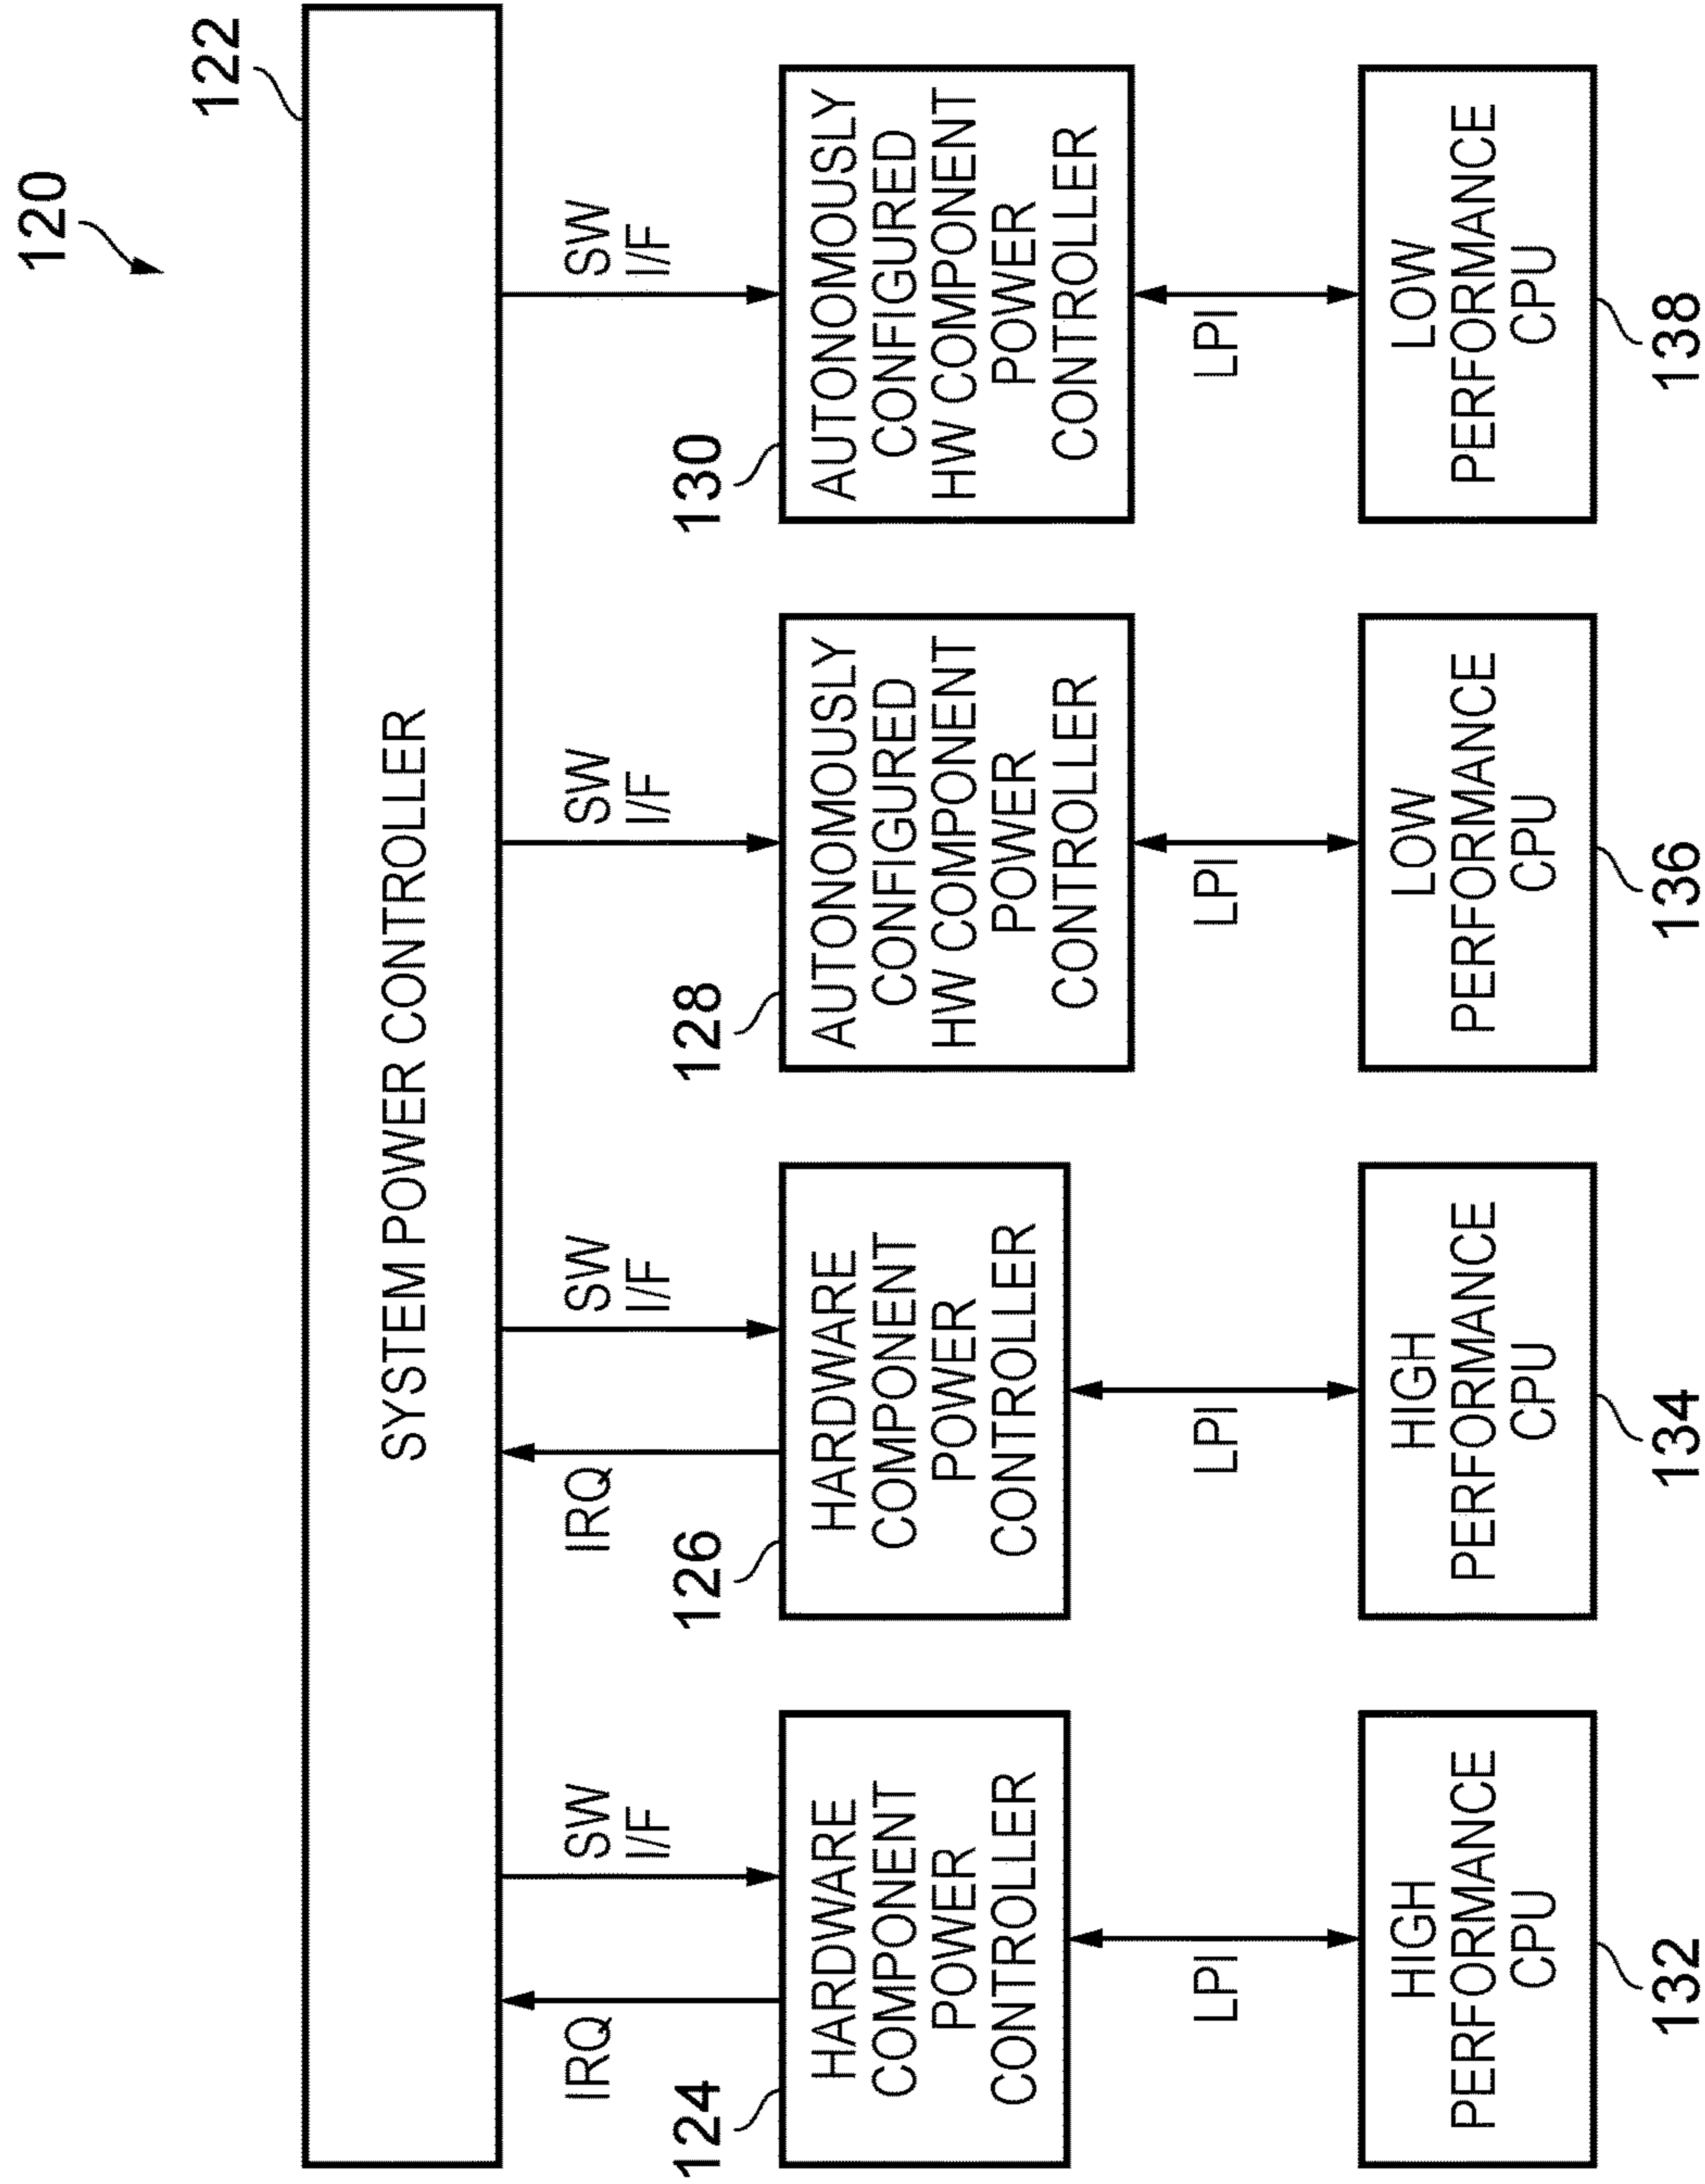 120
122
SYSTEM POWER CONTROLLER
IRQ
SW
I/F
IRQ
SW
I/F
SW
I/F
SW
I/F
124
126
128
130
HARDWARE
COMPONENT
POWER
CONTROLLER
HARDWARE
COMPONENT
POWER
CONTROLLER
AUTONOMOUSLY
CONFIGURED
HW COMPONENT
POWER
CONTROLLER
AUTONOMOUSLY
CONFIGURED
HW COMPONENT
POWER
CONTROLLER
LPI
LPI
LPI
LPI
HIGH
PERFORMANCE
CPU
HIGH
PERFORMANCE
CPU
LOW
PERFORMANCE
CPU
LOW
PERFORMANCE
CPU
132
134
136
138